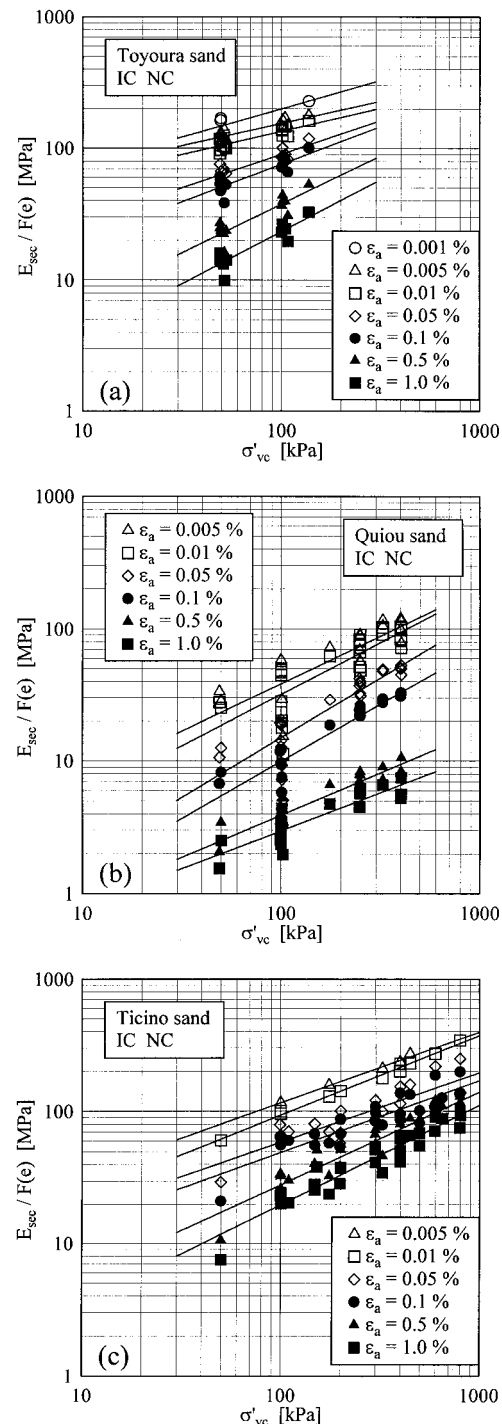 1000
Toyoura sand
IC NC
100
E_sec / F(e) [MPa]
10
ε_a = 0.001 %
ε_a = 0.005 %
ε_a = 0.01 %
ε_a = 0.05 %
ε_a = 0.1 %
ε_a = 0.5 %
ε_a = 1.0 %
(a)
1
10 100 1000
σ'_vc [kPa]
1000
ε_a = 0.005 %
ε_a = 0.01 %
ε_a = 0.05 %
ε_a = 0.1 %
ε_a = 0.5 %
ε_a = 1.0 %
Quiou sand
IC NC
100
E_sec / F(e) [MPa]
10
(b)
1
10 100 1000
σ'_vc [kPa]
1000
Ticino sand
IC NC
100
E_sec / F(e) [MPa]
10
ε_a = 0.005 %
ε_a = 0.01 %
ε_a = 0.05 %
ε_a = 0.1 %
ε_a = 0.5 %
ε_a = 1.0 %
(c)
1
10 100 1000
σ'_vc [kPa]